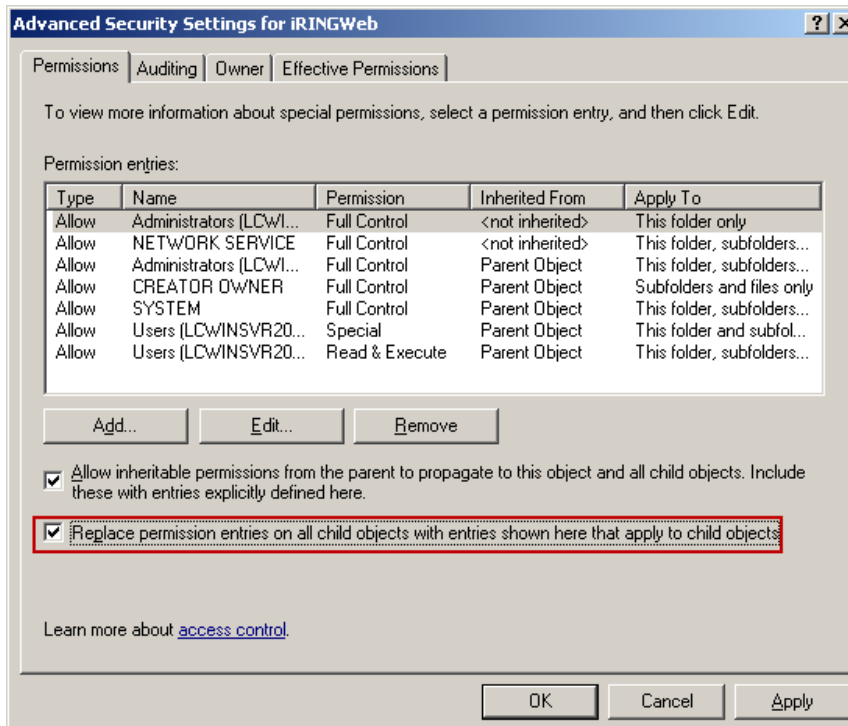 Advanced Security Settings for iRINGWeb
Permissions Auditing Owner Effective Permissions
To view more information about special permissions, select a permission entry, and then click Edit.
Permission entries:
Type Name Permission Inherited From Apply To
Allow Administrators (LCWI... Full Control <not inherited> This folder only
Allow NETWORK SERVICE Full Control <not inherited> This folder, subfolders...
Allow Administrators (LCWI... Full Control Parent Object This folder, subfolders...
Allow CREATOR OWNER Full Control Parent Object Subfolders and files only
Allow SYSTEM Full Control Parent Object This folder, subfolders...
Allow Users (LCWINSVR20... Special Parent Object This folder and subfol...
Allow Users (LCWINSVR20... Read & Execute Parent Object This folder, subfolders...
Add... Edit... Remove
Allow inheritable permissions from the parent to propagate to this object and all child objects. Include
these with entries explicitly defined here.
Replace permission entries on all child objects with entries shown here that apply to child objects
Learn more about access control.
OK Cancel Apply